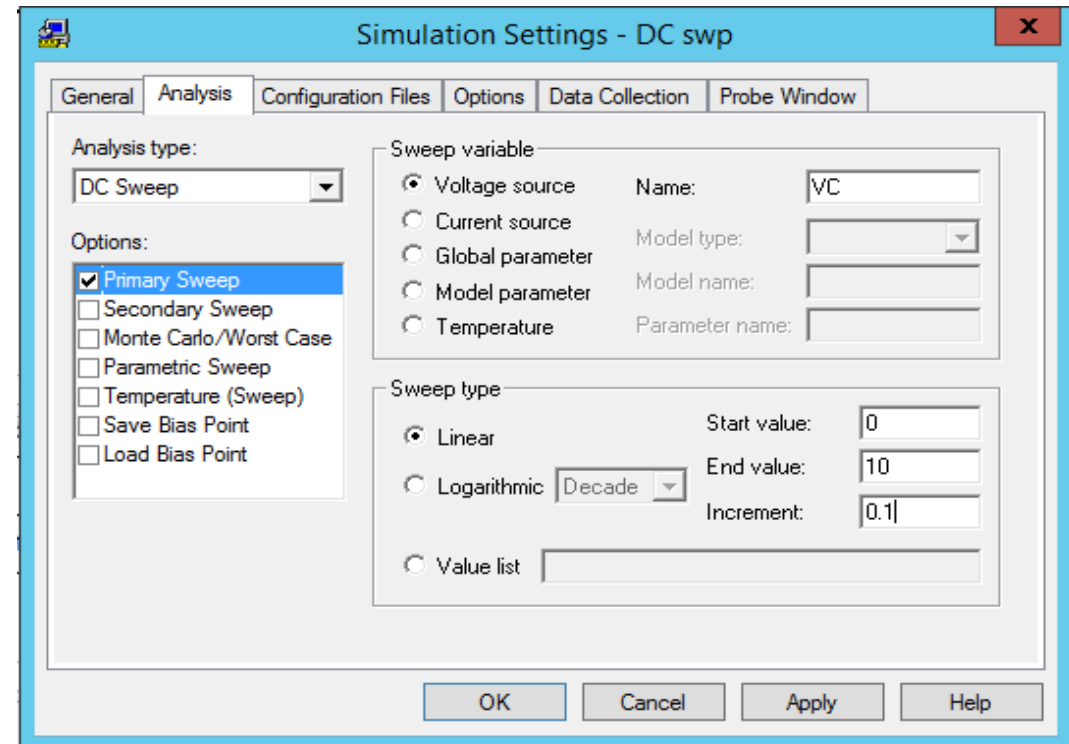 Simulation Settings - DC swp
x
General Analysis Configuration Files Options Data Collection Probe Window
Analysis type:
DC Sweep
Options:
Primary Sweep
Secondary Sweep
Monte Carlo/Worst Case
Parametric Sweep
Temperature (Sweep)
Save Bias Point
Load Bias Point
Sweep variable
Voltage source Name: VC
Current source
Model type:
Global parameter
Model parameter Model name:
Temperature Parameter name:
Sweep type
Linear Start value: 0
End value: 10
Logarithmic Decade
Increment: 0.1
Value list
OK Cancel Apply Help